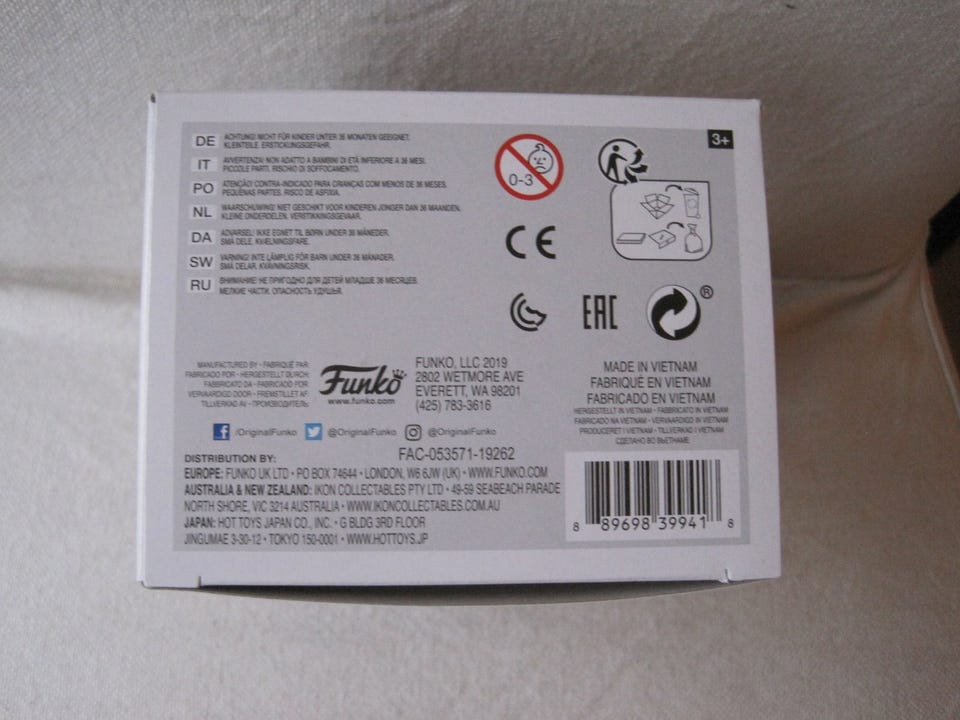 DE ACHTUNG! NICHT FÜR KINDER UNTER 36 MONATEN GEEIGNET.
KLEINTEILE. ERSTICKUNGSGEFAHR.
IT AVVERTENZA! NON ADATTO A BAMBINI DI ETÀ INFERIORE A 36 MESI.
PICCOLE PARTI. RISCHIO DI SOFFOCAMENTO.
PO ATENÇÃO! CONTRA-INDICADO PARA CRIANÇAS COM MENOS DE 36 MESES.
PEQUENAS PARTES. RISCO DE ASFIXIA.
NL WAARSCHUWING! NIET GESCHIKT VOOR KINDEREN JONGER DAN 36 MAANDEN.
KLEINE ONDERDELEN. VERSTIKKINGSGEVAAR.
DA ADVARSEL! IKKE EGNET TIL BØRN UNDER 36 MÅNEDER.
SMÅ DELE. KVÆLNINGSFARE.
SW VARNING! INTE LÄMPLIG FÖR BARN UNDER 36 MÅNADER.
SMÅ DELAR. KVÄVNINGSRISK.
RU ВНИМАНИЕ! НЕ ПРИГОДНО ДЛЯ ДЕТЕЙ МЛАДШЕ 36 МЕСЯЦЕВ.
МЕЛКИЕ ЧАСТИ. ОПАСНОСТЬ УДУШЬЯ.
0-3
3+
CE
EAC
®
MANUFACTURED BY • FABRIQUÉ PAR
FABRICADO POR • HERGESTELLT DURCH:
FABBRICATO DA • FABRICADO POR
VERVAARDIGD DOOR • FREMSTILLET AF:
TILLVERKAD AV • ПРОИЗВОДИТЕЛЬ:
Funko
www.funko.com
FUNKO, LLC 2019
2802 WETMORE AVE
EVERETT, WA 98201
(425) 783-3616
MADE IN VIETNAM
FABRIQUÉ EN VIETNAM
FABRICADO EN VIETNAM
HERGESTELLT IN VIETNAM • FABBRICATO IN VIETNAM
FABRICADO NA VIETNAM • VERVAARDIGD IN VIETNAM
PRODUCERET I VIETNAM • TILLVERKAD I VIETNAM
СДЕЛАНО ВО ВЬЕТНАМЕ
f /OriginalFunko @OriginalFunko @OriginalFunko
FAC-053571-19262
DISTRIBUTION BY:
EUROPE: FUNKO UK LTD • PO BOX 74644 • LONDON, W6 6JW (UK) • WWW.FUNKO.COM
AUSTRALIA & NEW ZEALAND: IKON COLLECTABLES PTY LTD • 49-59 SEABEACH PARADE
NORTH SHORE, VIC 3214 AUSTRALIA • WWW.IKONCOLLECTABLES.COM.AU
JAPAN: HOT TOYS JAPAN CO., INC. • G BLDG 3RD FLOOR
JINGUMAE 3-30-12 • TOKYO 150-0001 • WWW.HOTTOYS.JP
8 89698 39941 8